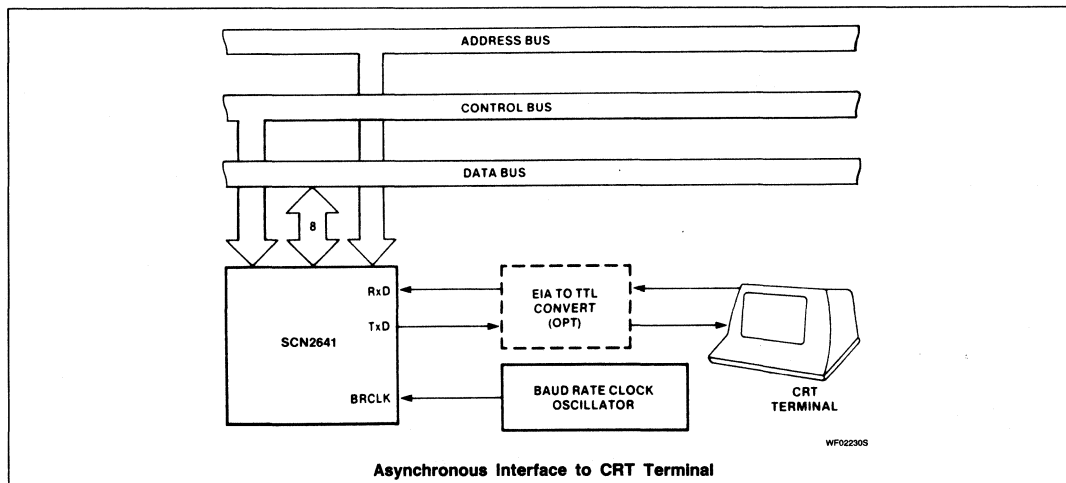 ADDRESS BUS
CONTROL BUS
DATA BUS
8
RxD
TxD
SCN2641
BRCLK
EIA TO TTL
CONVERT
(OPT)
BAUD RATE CLOCK
OSCILLATOR
CRT
TERMINAL
WF02230S
Asynchronous Interface to CRT Terminal